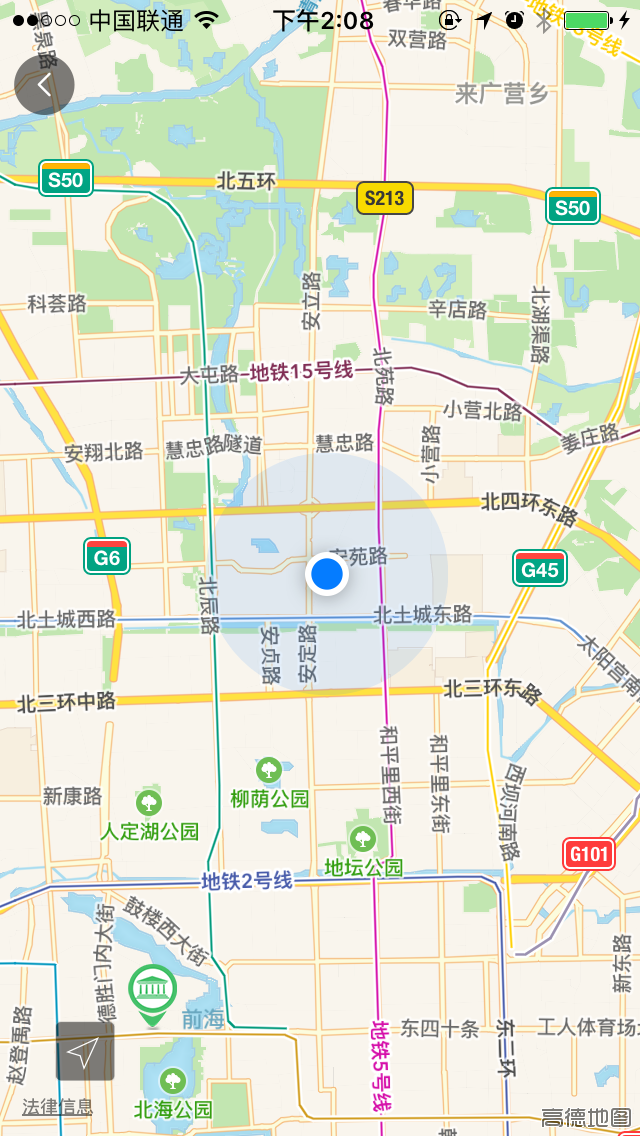 中国联通
下午2:08
春华路
地铁13号线
双营路
来广营乡
S50
北五环
S213
S50
科荟路
安立路
辛店路
北湖渠路
大屯路
地铁15号线
北苑路
小营北路
安翔北路
慧忠路隧道
慧忠路
小营路
姜庄路
北四环东路
G6
安苑路
G45
北土城西路
北辰路
北土城东路
安贞路
安定路
太阳宫南
北三环中路
北三环东路
和平里西街
和平里东街
西坝河南路
新康路
柳荫公园
人定湖公园
地坛公园
G101
地铁2号线
鼓楼西大街
德胜门内大街
新东路
前海
赵登禹路
地铁5号线
东四十条
东二环
工人体育场
北海公园
法律信息
高德地图